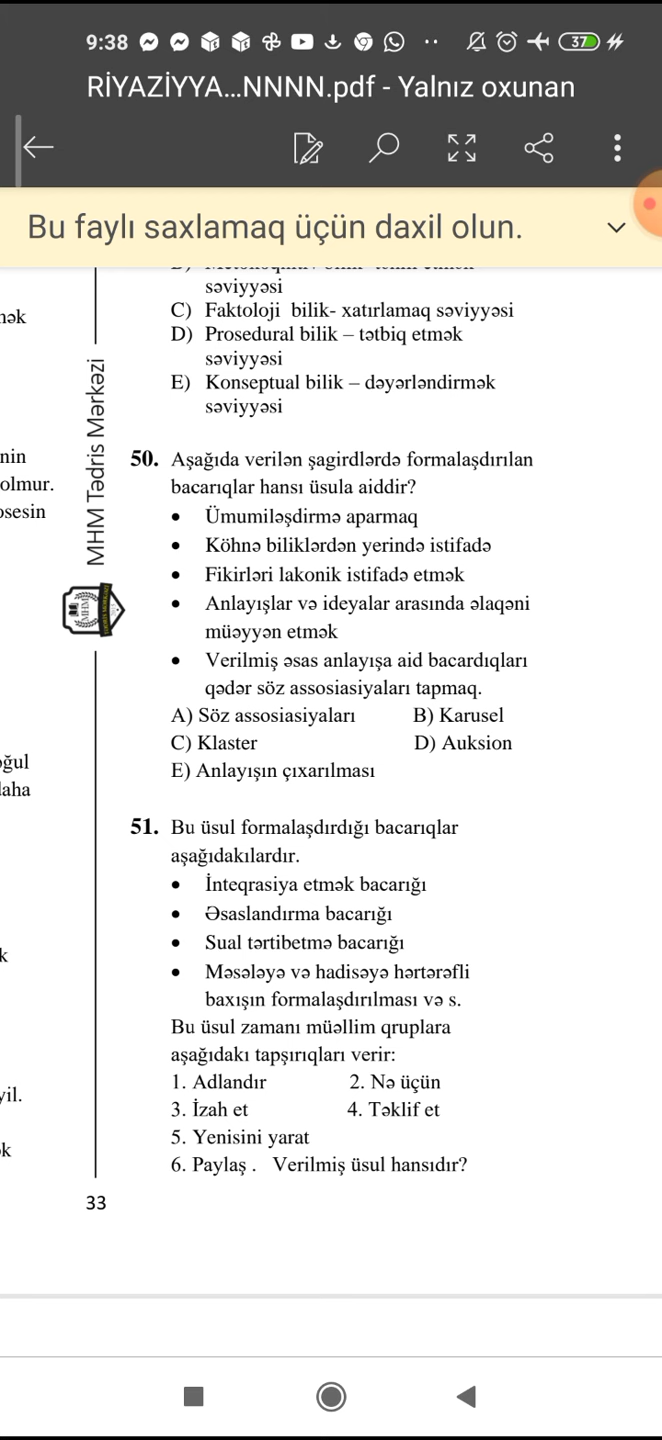 9:38
37
RİYAZİYYA...NNNN.pdf - Yalnız oxunan
Bu faylı saxlamaq üçün daxil olun.
səviyyəsi
C) Faktoloji bilik- xatırlamaq səviyyəsi
D) Prosedural bilik – tətbiq etmək
səviyyəsi
E) Konseptual bilik – dəyərləndirmək
səviyyəsi
nin
olmur.
MHM Tədris Mərkəzi
MHM
50. Aşağıda verilən şagirdlərdə formalaşdırılan
bacarıqlar hansı üsula aiddir?
• Ümumiləşdirmə aparmaq
• Köhnə biliklərdən yerində istifadə
• Fikirləri lakonik istifadə etmək
• Anlayışlar və ideyalar arasında əlaqəni
müəyyən etmək
• Verilmiş əsas anlayışa aid bacardıqları
qədər söz assosiasiyaları tapmaq.
A) Söz assosiasiyaları B) Karusel
C) Klaster D) Auksion
E) Anlayışın çıxarılması
51. Bu üsul formalaşdırdığı bacarıqlar
aşağıdakılardır.
• İnteqrasiya etmək bacarığı
• Əsaslandırma bacarığı
• Sual tərtibetmə bacarığı
• Məsələyə və hadisəyə hərtərəfli
baxışın formalaşdırılması və s.
Bu üsul zamanı müəllim qruplara
aşağıdakı tapşırıqları verir:
1. Adlandır 2. Nə üçün
3. İzah et 4. Təklif et
5. Yenisini yarat
6. Paylaş . Verilmiş üsul hansıdır?
33